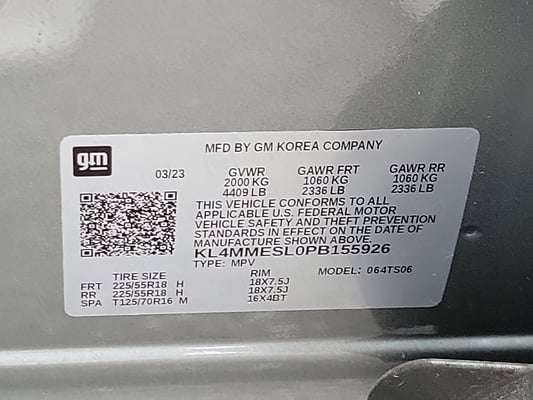 gm
MFD BY GM KOREA COMPANY
03/23 GVWR GAWR FRT GAWR RR
2000 KG 1060 KG 1060 KG
4409 LB 2336 LB 2336 LB
THIS VEHICLE CONFORMS TO ALL
APPLICABLE U.S. FEDERAL MOTOR
VEHICLE SAFETY AND THEFT PREVENTION
STANDARDS IN EFFECT ON THE DATE OF
MANUFACTURE SHOWN ABOVE.
KL4MMESL0PB155926
TYPE: MPV MODEL: 064TS06
TIRE SIZE RIM
FRT 225/55R18 H 18X7.5J
RR 225/55R18 H 18X7.5J
SPA T125/70R16 M 16X4BT